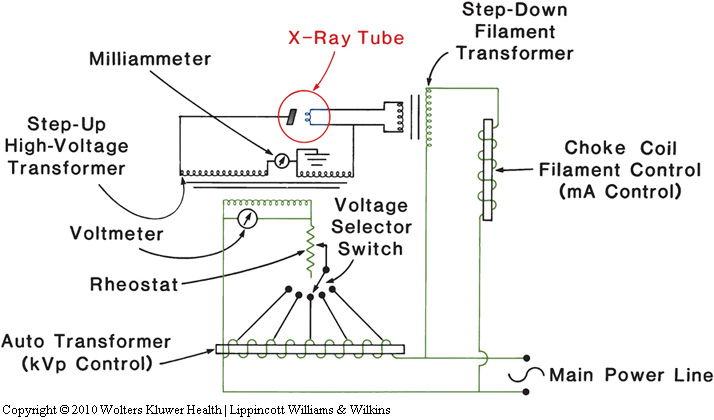 Step-Down
Filament
Transformer
X-Ray Tube
Milliammeter
Step-Up
High-Voltage
Transformer
Choke Coil
Filament Control
(mA Control)
Voltage
Selector
Switch
Voltmeter
Rheostat
Auto Transformer
(kVp Control)
Main Power Line
Copyright © 2010 Wolters Kluwer Health | Lippincott Williams & Wilkins